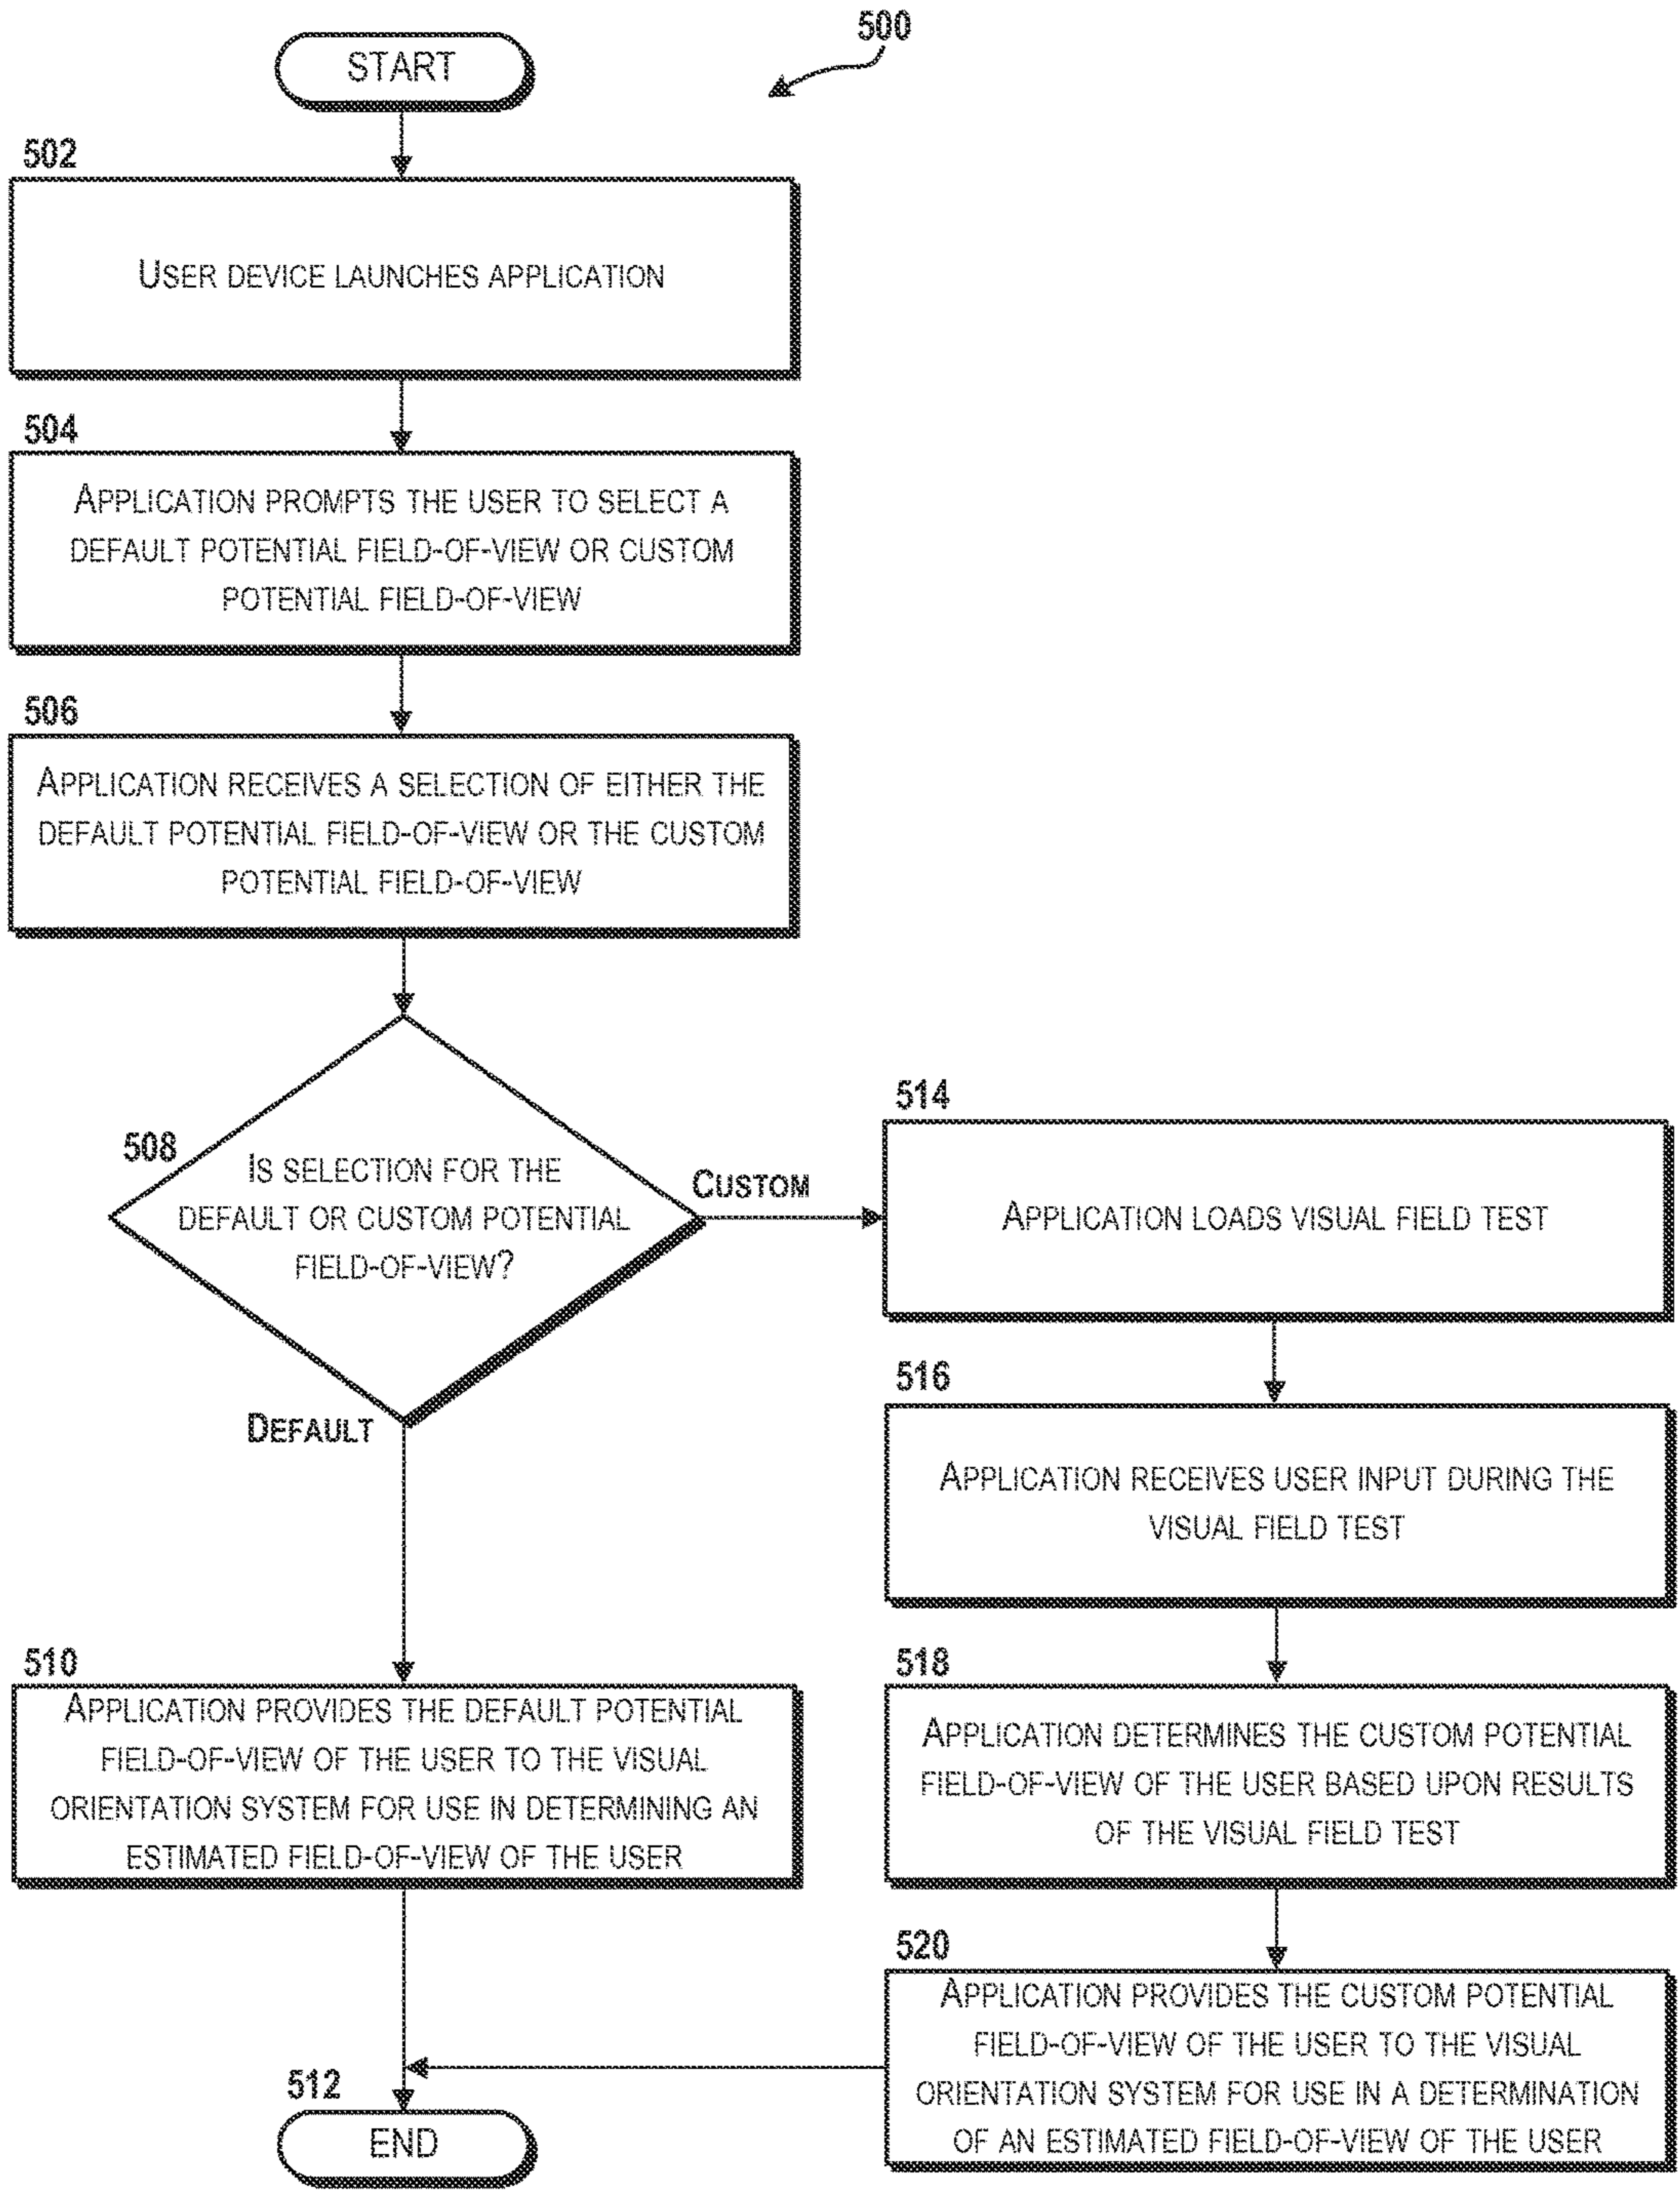 500
START
502
USER DEVICE LAUNCHES APPLICATION
504
APPLICATION PROMPTS THE USER TO SELECT A
DEFAULT POTENTIAL FIELD-OF-VIEW OR CUSTOM
POTENTIAL FIELD-OF-VIEW
506
APPLICATION RECEIVES A SELECTION OF EITHER THE
DEFAULT POTENTIAL FIELD-OF-VIEW OR THE CUSTOM
POTENTIAL FIELD-OF-VIEW
508
IS SELECTION FOR THE
DEFAULT OR CUSTOM POTENTIAL
FIELD-OF-VIEW?
CUSTOM
DEFAULT
510
APPLICATION PROVIDES THE DEFAULT POTENTIAL
FIELD-OF-VIEW OF THE USER TO THE VISUAL
ORIENTATION SYSTEM FOR USE IN DETERMINING AN
ESTIMATED FIELD-OF-VIEW OF THE USER
512
END
514
APPLICATION LOADS VISUAL FIELD TEST
516
APPLICATION RECEIVES USER INPUT DURING THE
VISUAL FIELD TEST
518
APPLICATION DETERMINES THE CUSTOM POTENTIAL
FIELD-OF-VIEW OF THE USER BASED UPON RESULTS
OF THE VISUAL FIELD TEST
520
APPLICATION PROVIDES THE CUSTOM POTENTIAL
FIELD-OF-VIEW OF THE USER TO THE VISUAL
ORIENTATION SYSTEM FOR USE IN A DETERMINATION
OF AN ESTIMATED FIELD-OF-VIEW OF THE USER